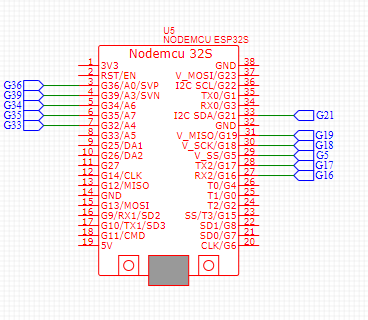 U5
NODEMCU ESP32S
Nodemcu 32S
1 3V3 GND 38
2 RST/EN V_MOSI/G23 37
G36 3 G36/A0/SVP I2C SCL/G22 36
G39 4 G39/A3/SVN TX0/G1 35
G34 5 G34/A6 RX0/G3 34
G35 6 G35/A7 I2C SDA/G21 33 G21
G33 7 G32/A4 GND 32
8 G33/A5 V_MISO/G19 31 G19
9 G25/DA1 V_SCK/G18 30 G18
10 G26/DA2 V_SS/G5 29 G5
11 G27 TX2/G17 28 G17
12 G14/CLK RX2/G16 27 G16
13 G12/MISO T0/G4 26
14 GND T1/G0 25
15 G13/MOSI T2/G2 24
16 G9/RX1/SD2 SS/T3/G15 23
17 G10/TX1/SD3 SD1/G8 22
18 G11/CMD SD0/G7 21
19 5V CLK/G6 20